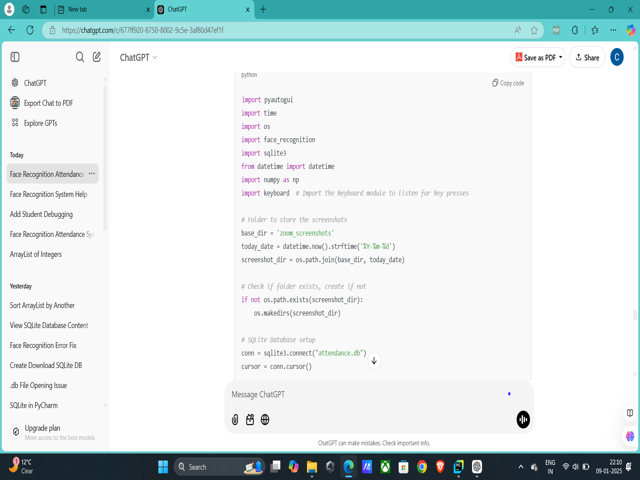 New tab
ChatGPT
https://chatgpt.com/c/677ff920-8750-8002-9c5e-3af80d47ef1f
ChatGPT
Save as PDF
Share
C
ChatGPT
Export Chat to PDF
Explore GPTs
Today
Face Recognition Attendanc
Face Recognition System Help
Add Student Debugging
Face Recognition Attendance Sy
ArrayList of Integers
Yesterday
Sort ArrayList by Another
View SQLite Database Content
Face Recognition Error Fix
Create Download SQLite DB
.db File Opening Issue
SQLite in PyCharm
Upgrade plan
More access to the best models
python
Copy code
import pyautogui
import time
import os
import face_recognition
import sqlite3
from datetime import datetime
import numpy as np
import keyboard  # Import the keyboard module to listen for key presses
# Folder to store the screenshots
base_dir = 'zoom_screenshots'
today_date = datetime.now().strftime('%Y-%m-%d')
screenshot_dir = os.path.join(base_dir, today_date)
# Check if folder exists, create if not
if not os.path.exists(screenshot_dir):
    os.makedirs(screenshot_dir)
# SQLite Database setup
conn = sqlite3.connect("attendance.db")
cursor = conn.cursor()
Message ChatGPT
ChatGPT can make mistakes. Check important info.
12°C
Clear
Search
ENG
IN
22:10
09-01-2025